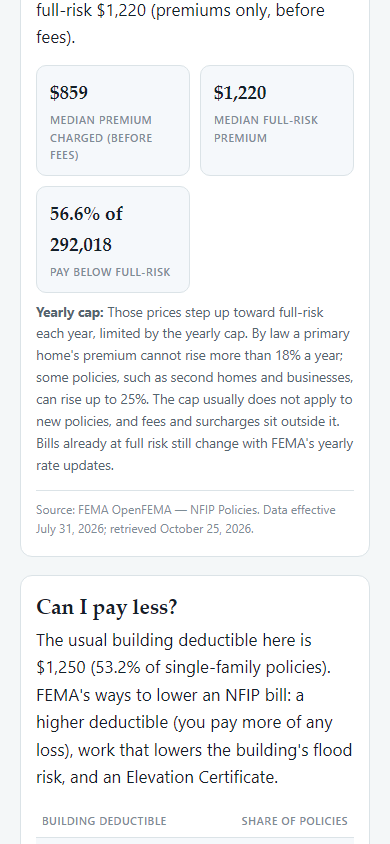 full-risk $1,220 (premiums only, before
fees).
$859
MEDIAN PREMIUM
CHARGED (BEFORE
FEES)
$1,220
MEDIAN FULL-RISK
PREMIUM
56.6% of
292,018
PAY BELOW FULL-RISK
Yearly cap: Those prices step up toward full-risk
each year, limited by the yearly cap. By law a primary
home's premium cannot rise more than 18% a year;
some policies, such as second homes and businesses,
can rise up to 25%. The cap usually does not apply to
new policies, and fees and surcharges sit outside it.
Bills already at full risk still change with FEMA's yearly
rate updates.
Source: FEMA OpenFEMA — NFIP Policies. Data effective
July 31, 2026; retrieved October 25, 2026.
Can I pay less?
The usual building deductible here is
$1,250 (53.2% of single-family policies).
FEMA's ways to lower an NFIP bill: a
higher deductible (you pay more of any
loss), work that lowers the building's flood
risk, and an Elevation Certificate.
BUILDING DEDUCTIBLE SHARE OF POLICIES